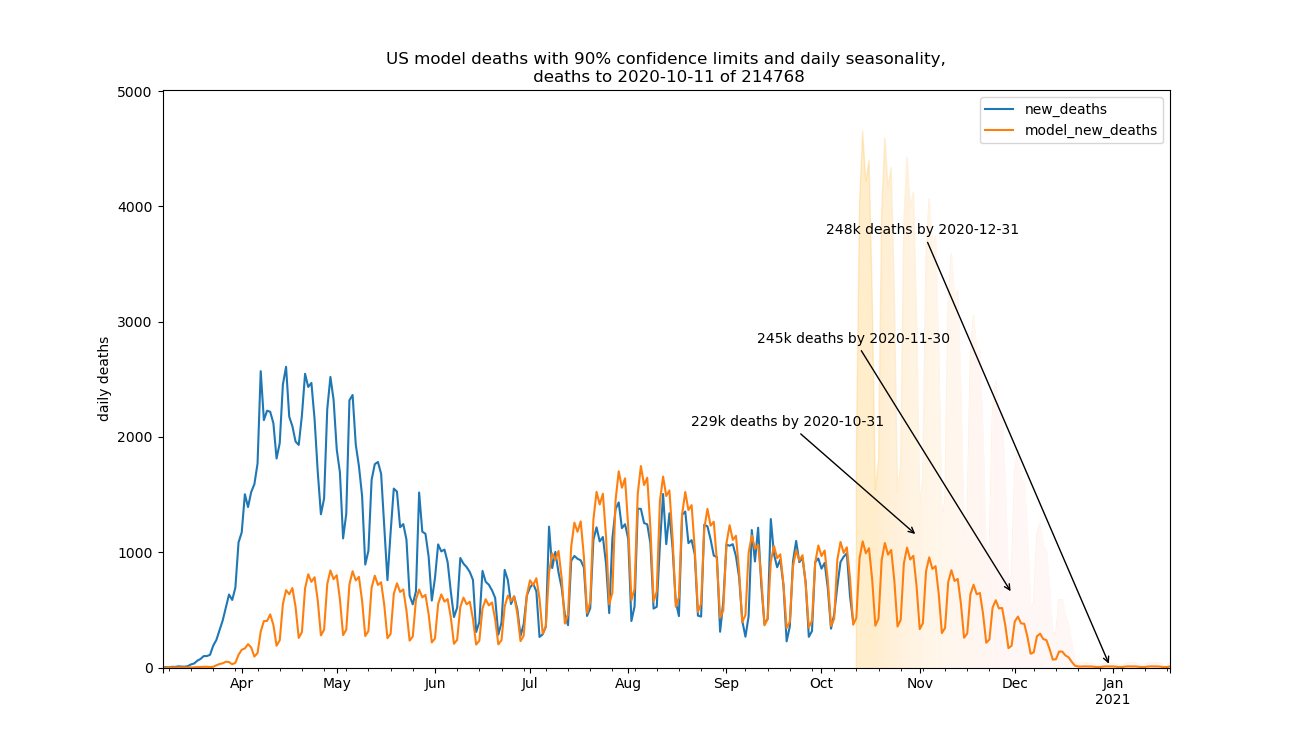 US model deaths with 90% confidence limits and daily seasonality,
deaths to 2020-10-11 of 214768
new_deaths
model_new_deaths
5000
4000
3000
2000
1000
0
daily deaths
248k deaths by 2020-12-31
245k deaths by 2020-11-30
229k deaths by 2020-10-31
Apr May Jun Jul Aug Sep Oct Nov Dec Jan
2021